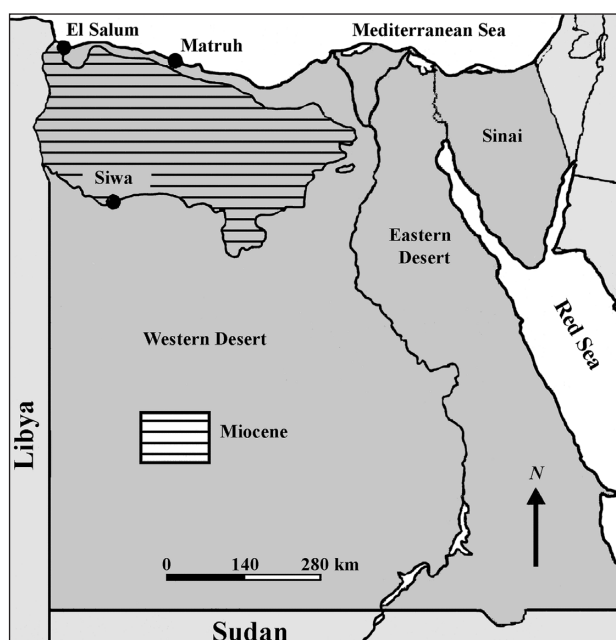 Mediterranean Sea
El Salum
Matruh
Sinai
Siwa
Eastern
Desert
Red Sea
Western Desert
Miocene
Libya
N
0 140 280 km
Sudan